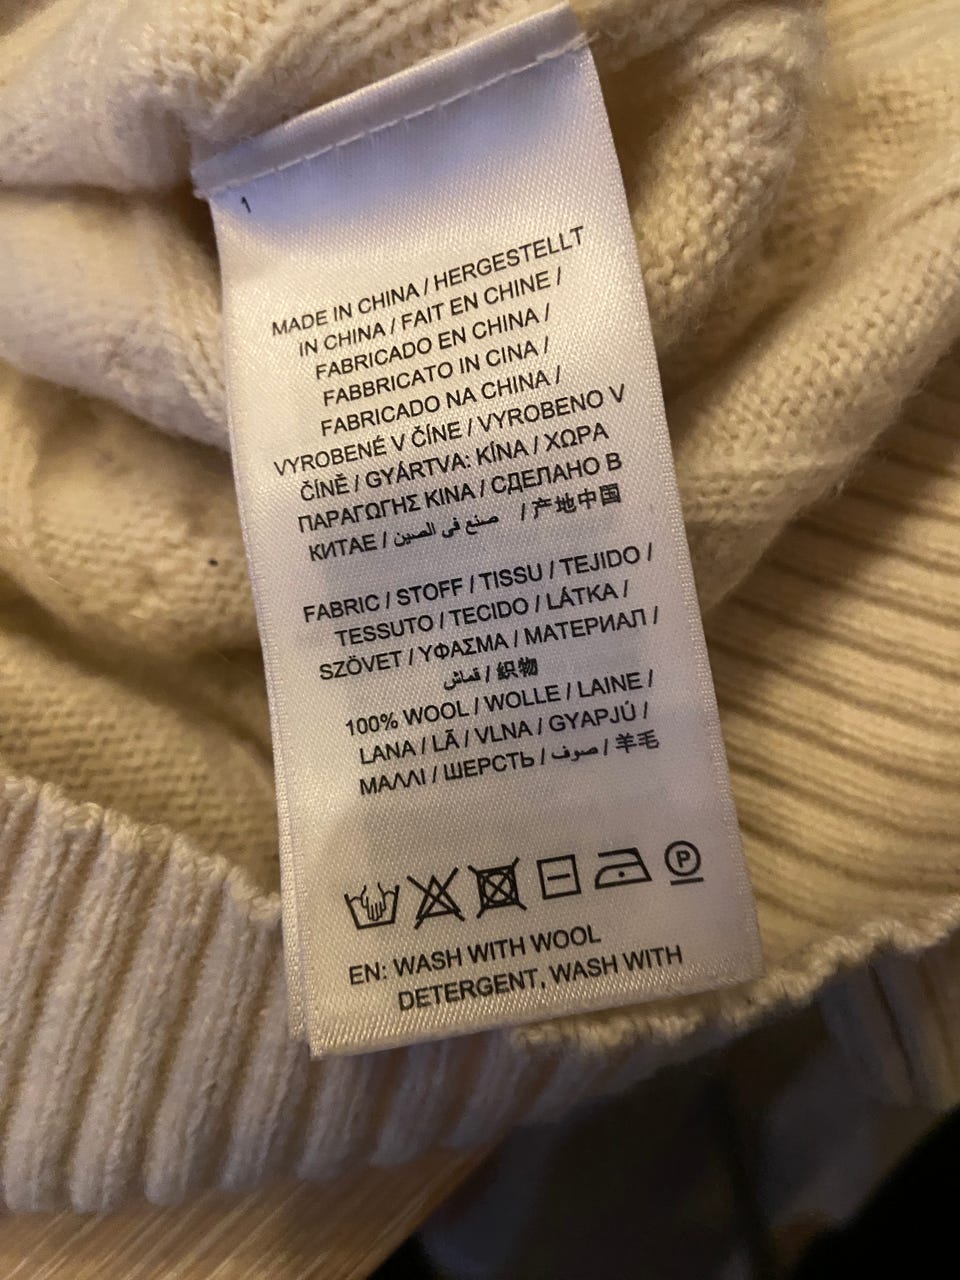 1
MADE IN CHINA / HERGESTELLT
IN CHINA / FAIT EN CHINE /
FABRICADO EN CHINA /
FABBRICATO IN CINA /
FABRICADO NA CHINA /
VYROBENÉ V ČÍNE / VYROBENO V
ČÍNĚ / GYÁRTVA: KÍNA / ΧΩΡΑ
ΠΑΡΑΓΩΓΗΣ ΚΙΝΑ / СДЕЛАНО В
КИТАЕ / صنع في الصين / 产地中国
FABRIC / STOFF / TISSU / TEJIDO /
TESSUTO / TECIDO / LÁTKA /
SZÖVET / ΥΦΑΣΜΑ / МАТЕРИАЛ /
قماش / 织物
100% WOOL / WOLLE / LAINE /
LANA / LÃ / VLNA / GYAPJÚ /
ΜΑΛΛΙ / ШЕРСТЬ / صوف / 羊毛
P
EN: WASH WITH WOOL
DETERGENT, WASH WITH